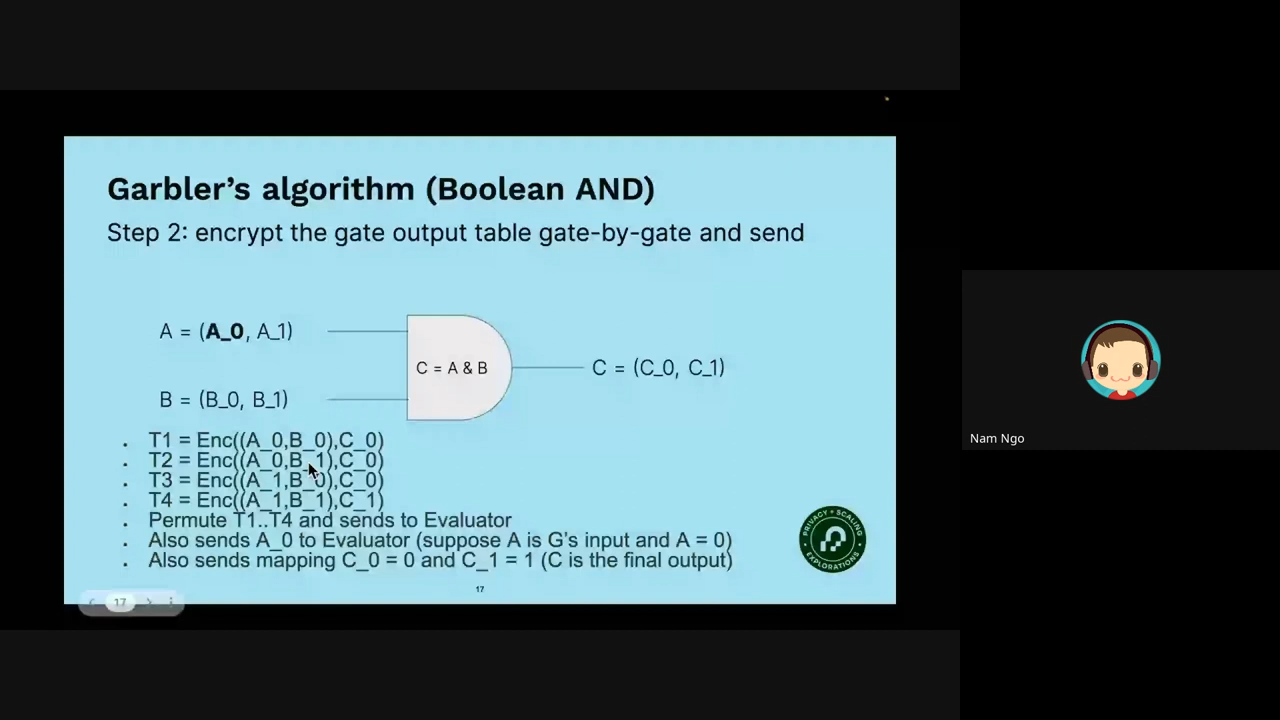 Garbler's algorithm (Boolean AND)
Step 2: encrypt the gate output table gate-by-gate and send
A = (A_0, A_1)
C = A & B
C = (C_0, C_1)
B = (B_0, B_1)
. T1 = Enc((A_0,B_0),C_0)
. T2 = Enc((A_0,B_1),C_0)
. T3 = Enc((A_1,B_0),C_0)
. T4 = Enc((A_1,B_1),C_1)
. Permute T1..T4 and sends to Evaluator
. Also sends A_0 to Evaluator (suppose A is G's input and A = 0)
. Also sends mapping C_0 = 0 and C_1 = 1 (C is the final output)
PRIVACY + SCALING
EXPLORATIONS
17
17
Nam Ngo